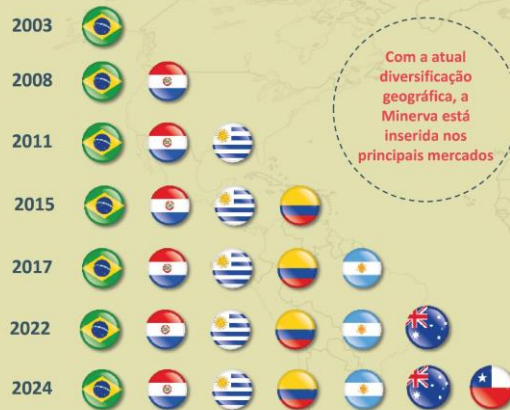 2003
2008
2011
2015
2017
2022
2024
Com a atual
diversificação
geográfica, a
Minerva está
inserida nos
principais mercados